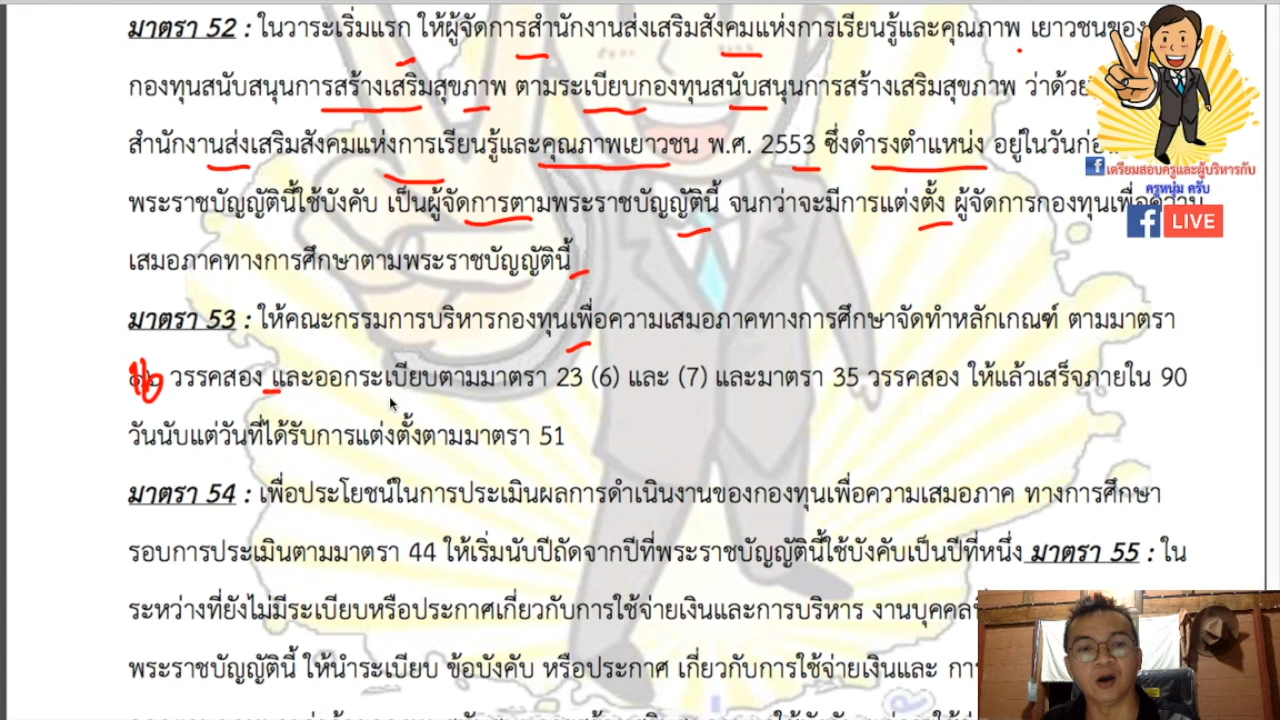 มาตรา 52 : ในวาระเริ่มแรก ให้ผู้จัดการสำนักงานส่งเสริมสังคมแห่งการเรียนรู้และคุณภาพ เยาวชนของ
กองทุนสนับสนุนการสร้างเสริมสุขภาพ ตามระเบียบกองทุนสนับสนุนการสร้างเสริมสุขภาพ ว่าด้วย
สำนักงานส่งเสริมสังคมแห่งการเรียนรู้และคุณภาพเยาวชน พ.ศ. 2553 ซึ่งดำรงตำแหน่ง อยู่ในวันก่อน
พระราชบัญญัตินี้ใช้บังคับ เป็นผู้จัดการตามพระราชบัญญัตินี้ จนกว่าจะมีการแต่งตั้ง ผู้จัดการกองทุนเพื่อความ
เสมอภาคทางการศึกษาตามพระราชบัญญัตินี้
มาตรา 53 : ให้คณะกรรมการบริหารกองทุนเพื่อความเสมอภาคทางการศึกษาจัดทำหลักเกณฑ์ ตามมาตรา
วรรคสอง และออกระเบียบตามมาตรา 23 (6) และ (7) และมาตรา 35 วรรคสอง ให้แล้วเสร็จภายใน 90
วันนับแต่วันที่ได้รับการแต่งตั้งตามมาตรา 51
มาตรา 54 : เพื่อประโยชน์ในการประเมินผลการดำเนินงานของกองทุนเพื่อความเสมอภาค ทางการศึกษา
รอบการประเมินตามมาตรา 44 ให้เริ่มนับปีถัดจากปีที่พระราชบัญญัตินี้ใช้บังคับเป็นปีที่หนึ่ง มาตรา 55 : ใน
ระหว่างที่ยังไม่มีระเบียบหรือประกาศเกี่ยวกับการใช้จ่ายเงินและการบริหาร งานบุคคล
พระราชบัญญัตินี้ ให้นำระเบียบ ข้อบังคับ หรือประกาศ เกี่ยวกับการใช้จ่ายเงินและ
f เตรียมสอบครูและผู้บริหารกับ
ครูหนุ่ม ครับ
f LIVE